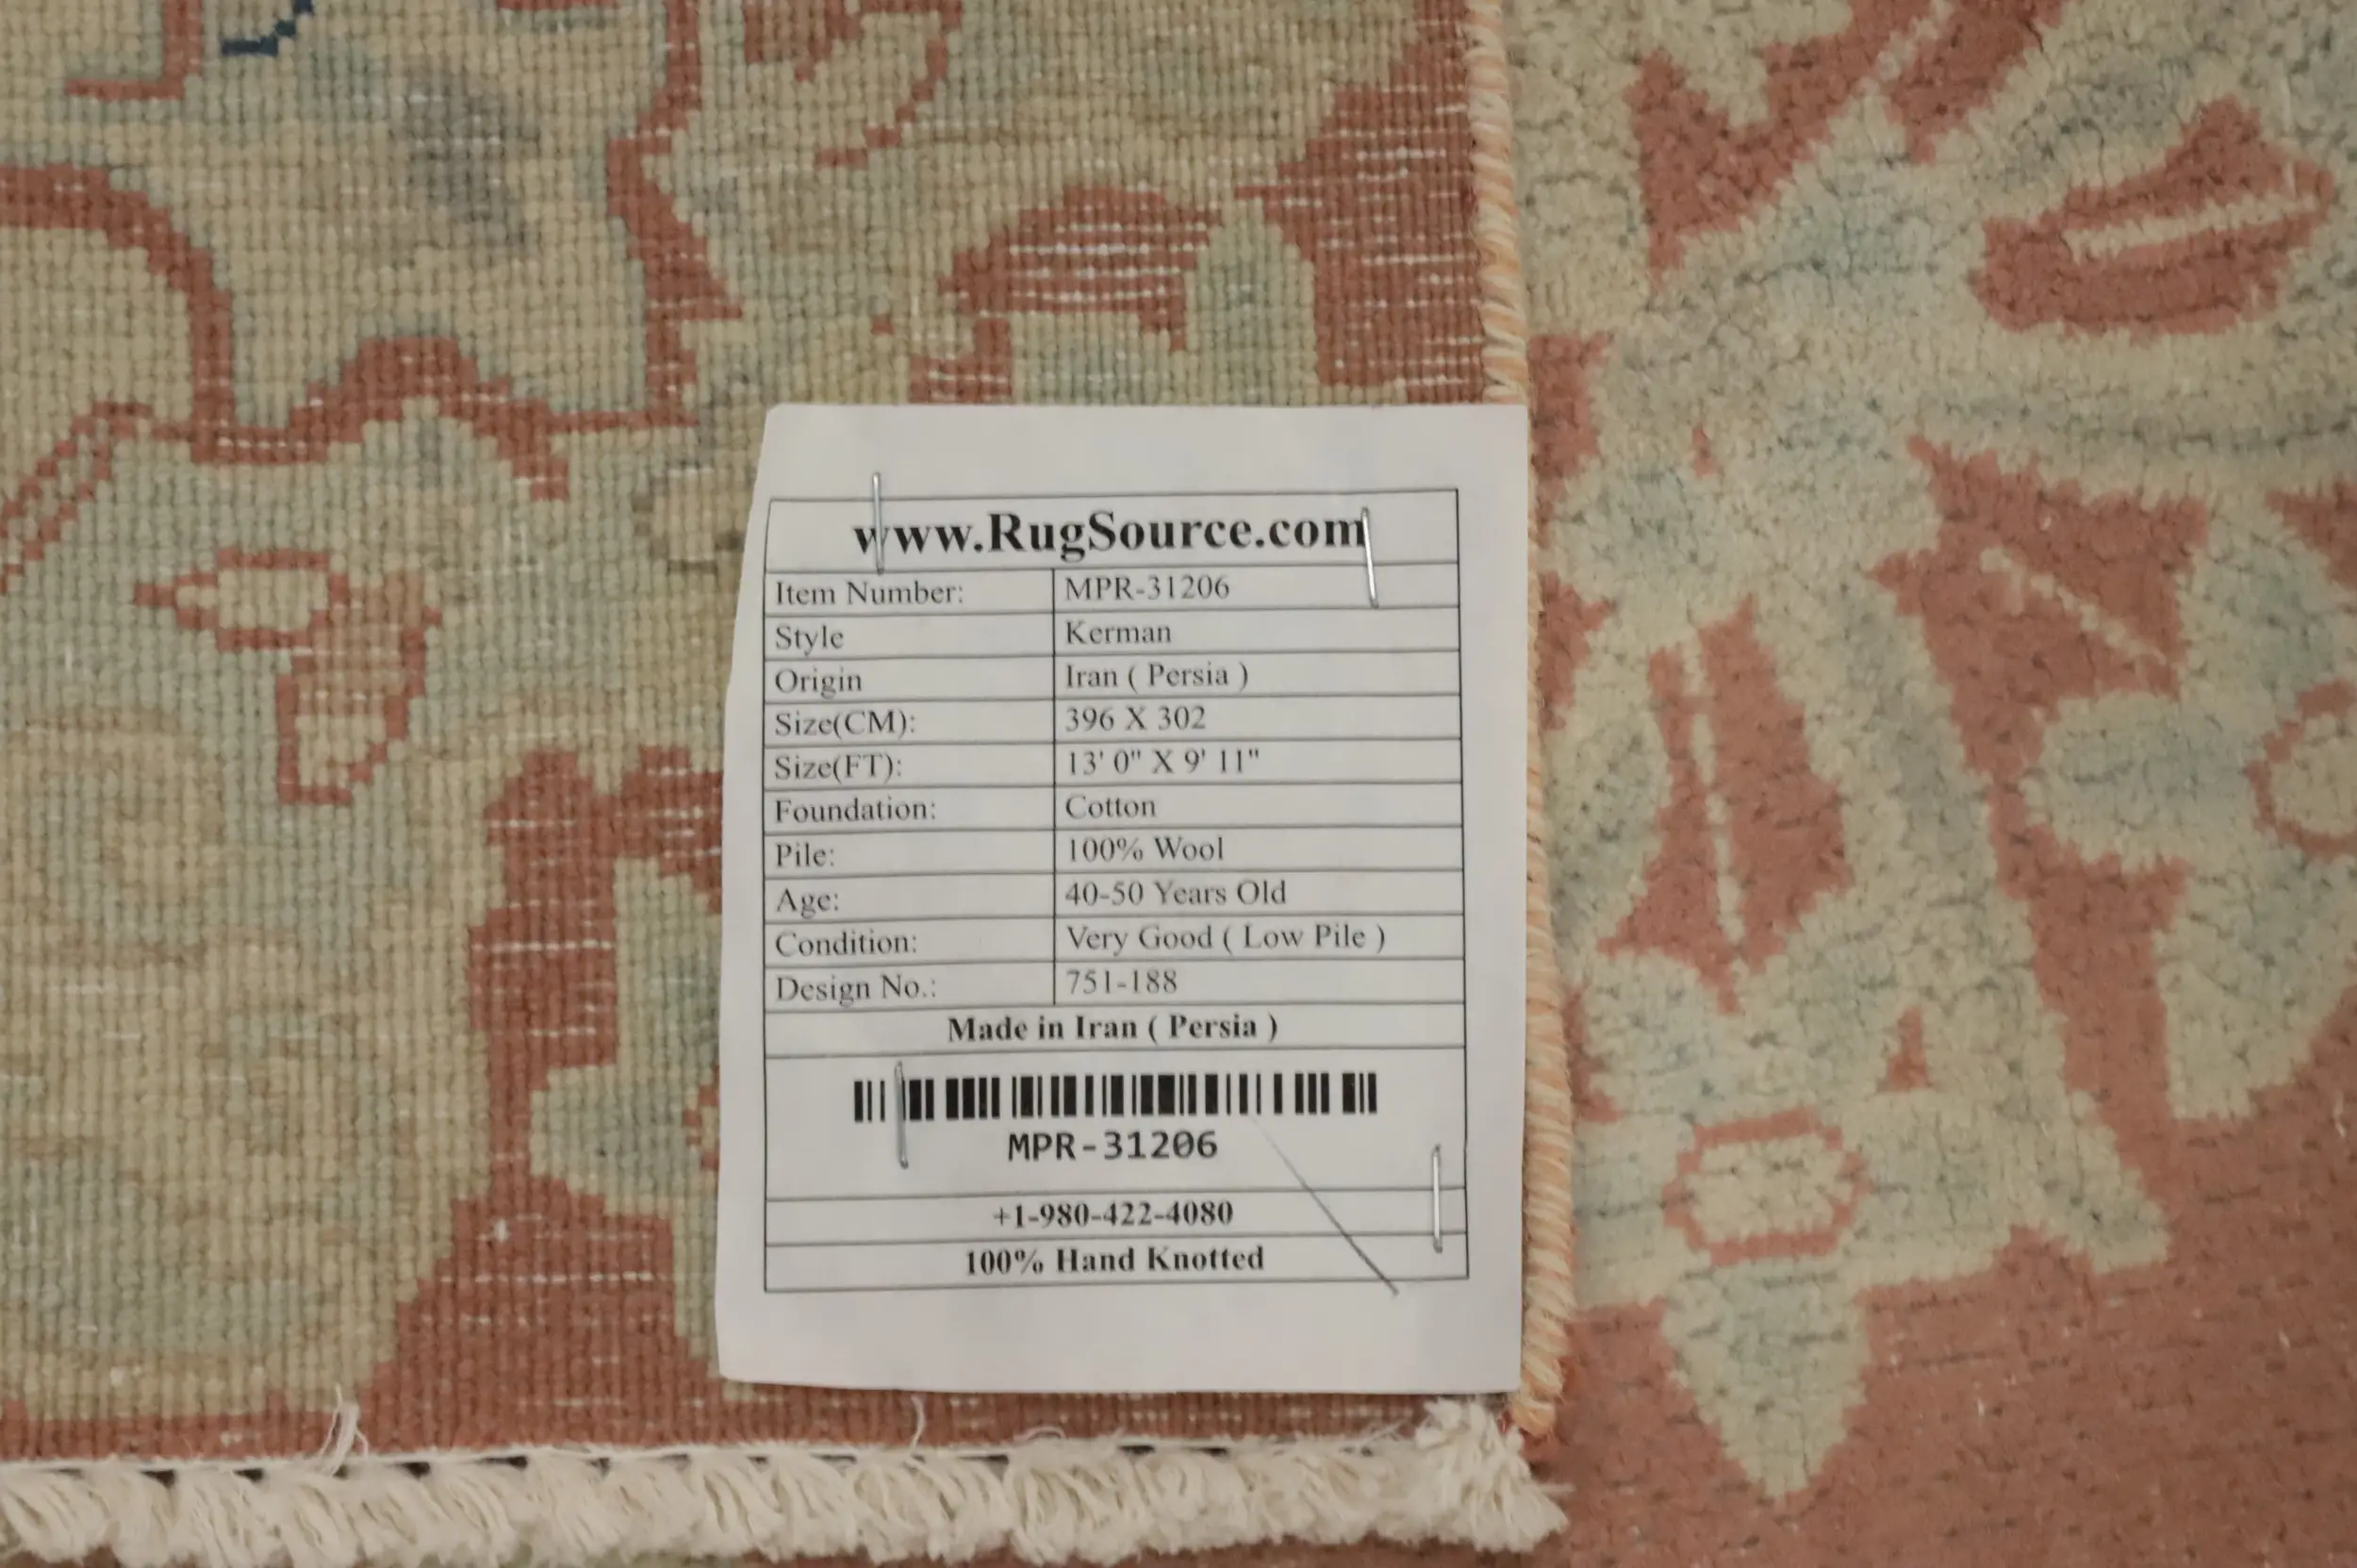 www.RugSource.com
Item Number: MPR-31206
Style Kerman
Origin Iran ( Persia )
Size(CM): 396 X 302
Size(FT): 13' 0" X 9' 11"
Foundation: Cotton
Pile: 100% Wool
Age: 40-50 Years Old
Condition: Very Good ( Low Pile )
Design No.: 751-188
Made in Iran ( Persia )
MPR-31206
+1-980-422-4080
100% Hand Knotted